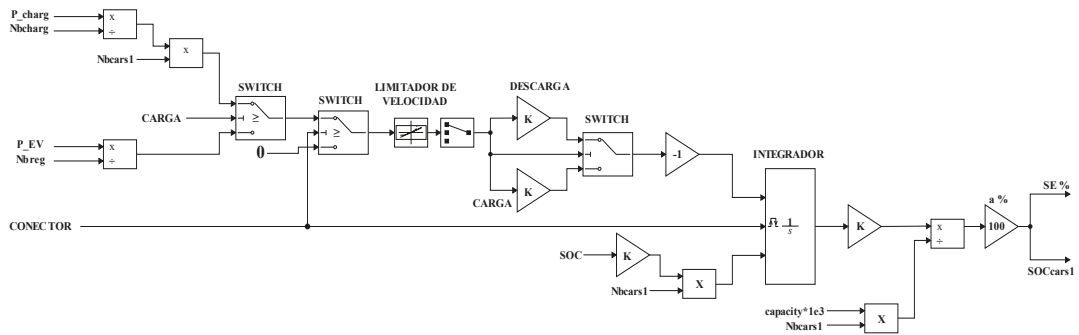 P_charg
Nbcharg
x
÷
Nbcars1
x
SWITCH
≥
CARGA
P_EV
Nbreg
x
÷
SWITCH
≥
0
LIMITADOR DE
VELOCIDAD
DESCARGA
K
SWITCH
CARGA
K
-1
INTEGRADOR
1
s
CONECTOR
SOC
K
Nbcars1
X
K
x
÷
capacity*1e3
Nbcars1
X
a %
100
SE %
SOCcars1